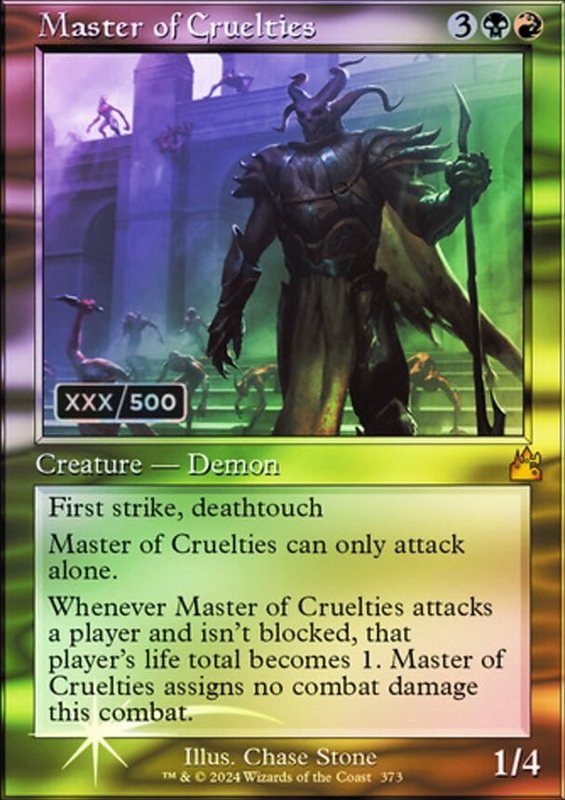 Master of Cruelties 3
XXX/500
Creature — Demon
First strike, deathtouch
Master of Cruelties can only attack
alone.
Whenever Master of Cruelties attacks
a player and isn't blocked, that
player's life total becomes 1. Master of
Cruelties assigns no combat damage
this combat.
Illus. Chase Stone
™ & © 2024 Wizards of the Coast 373
1/4